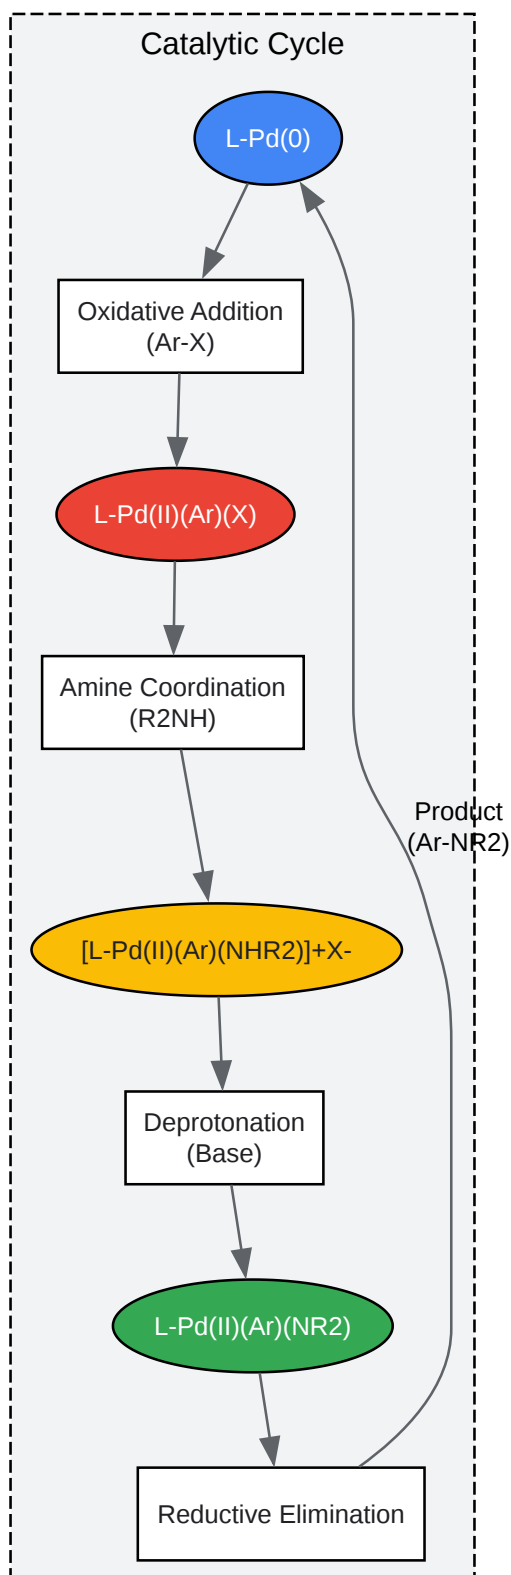 Catalytic Cycle
L-Pd(0)
Oxidative Addition
(Ar-X)
L-Pd(II)(Ar)(X)
Amine Coordination
(R2NH)
Product
(Ar-NR2)
[L-Pd(II)(Ar)(NHR2)]+X-
Deprotonation
(Base)
L-Pd(II)(Ar)(NR2)
Reductive Elimination